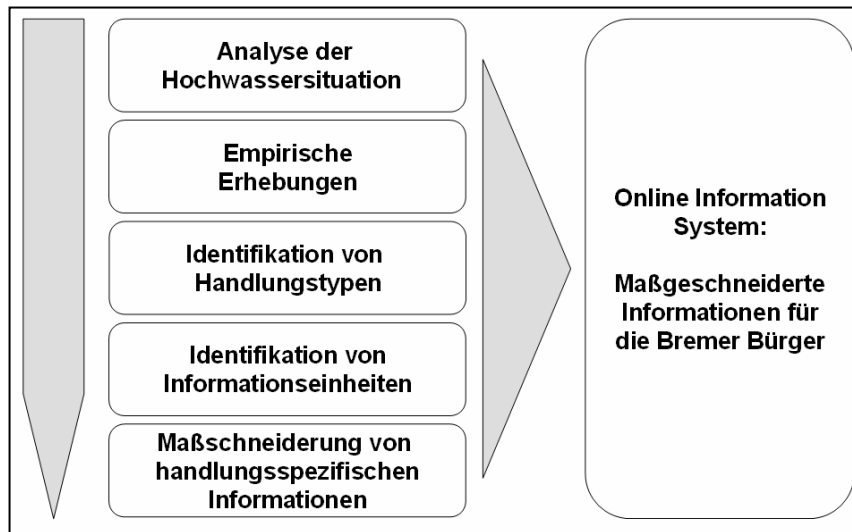 Analyse der
Hochwassersituation
Empirische
Erhebungen
Identifikation von
Handlungstypen
Identifikation von
Informationseinheiten
Maßschneiderung von
handlungsspezifischen
Informationen
Online Information
System:
Maßgeschneiderte
Informationen für
die Bremer Bürger